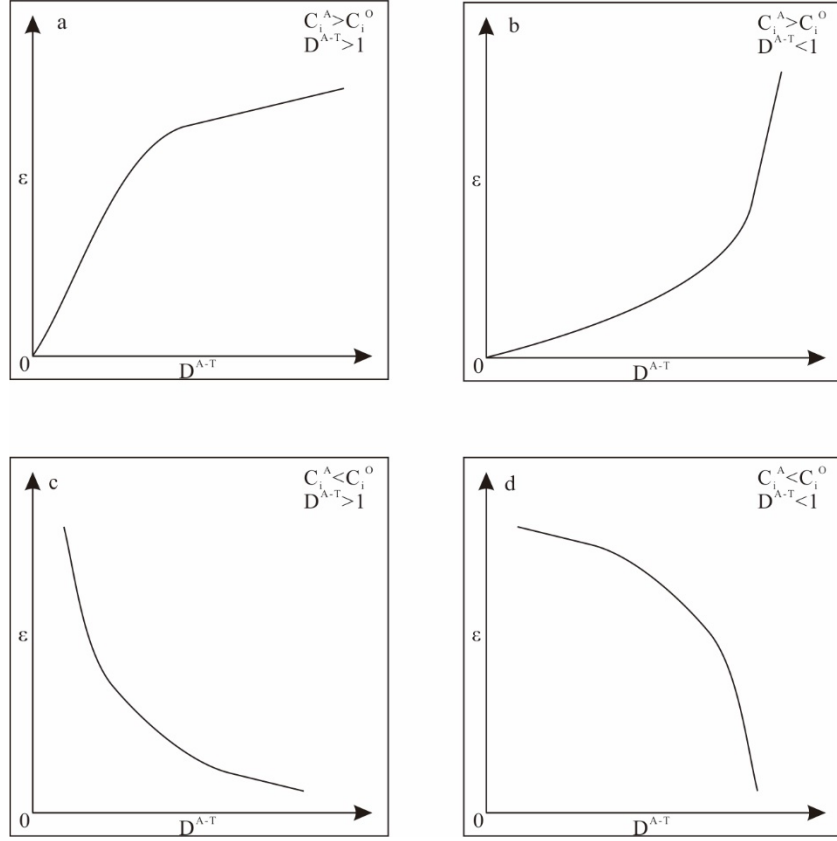 a
C_i^A>C_i^O
D^A-T>1
ε
0
D^A-T
b
C_i^A>C_i^O
D^A-T<1
ε
0
D^A-T
c
C_i^A<C_i^O
D^A-T>1
ε
0
D^A-T
d
C_i^A<C_i^O
D^A-T<1
ε
0
D^A-T